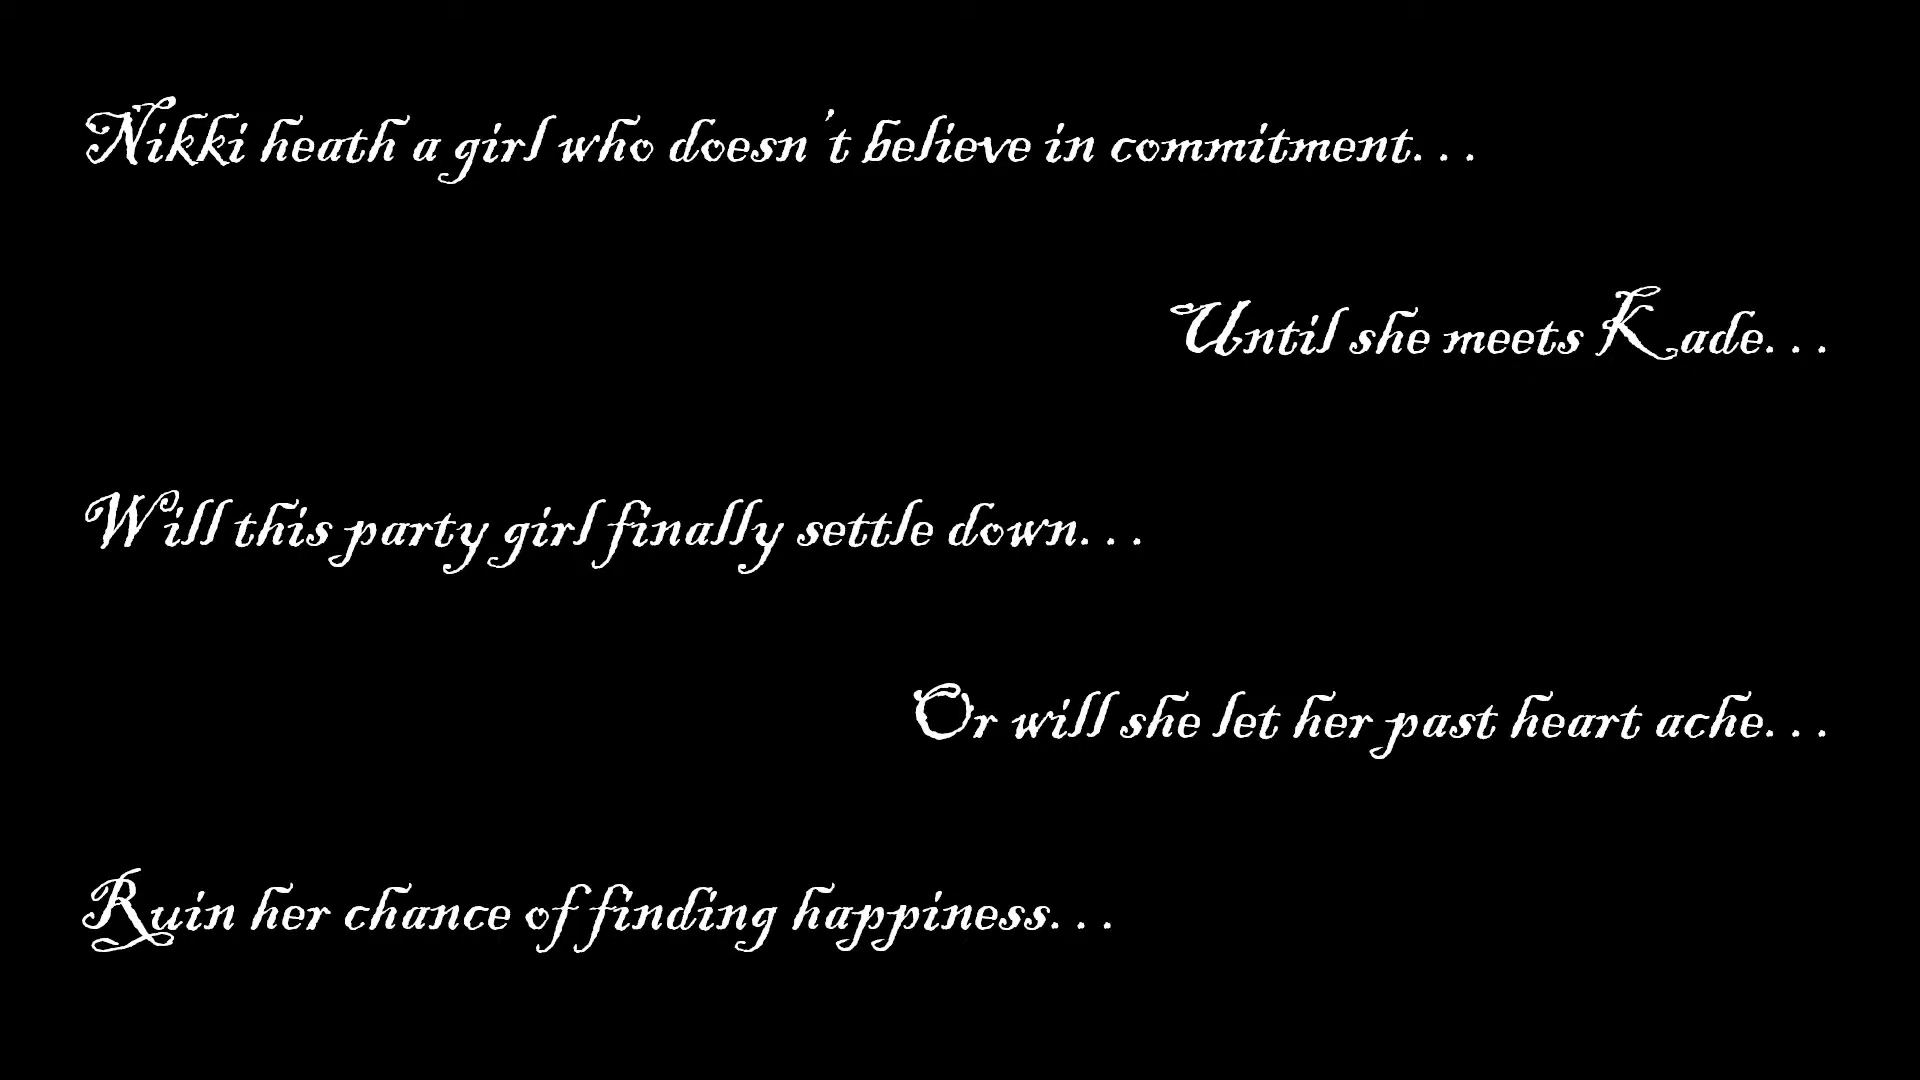 Nikki heath a girl who doesn't believe in commitment...
Until she meets Kade...
Will this party girl finally settle down...
Or will she let her past heart ache...
Ruin her chance of finding happiness...